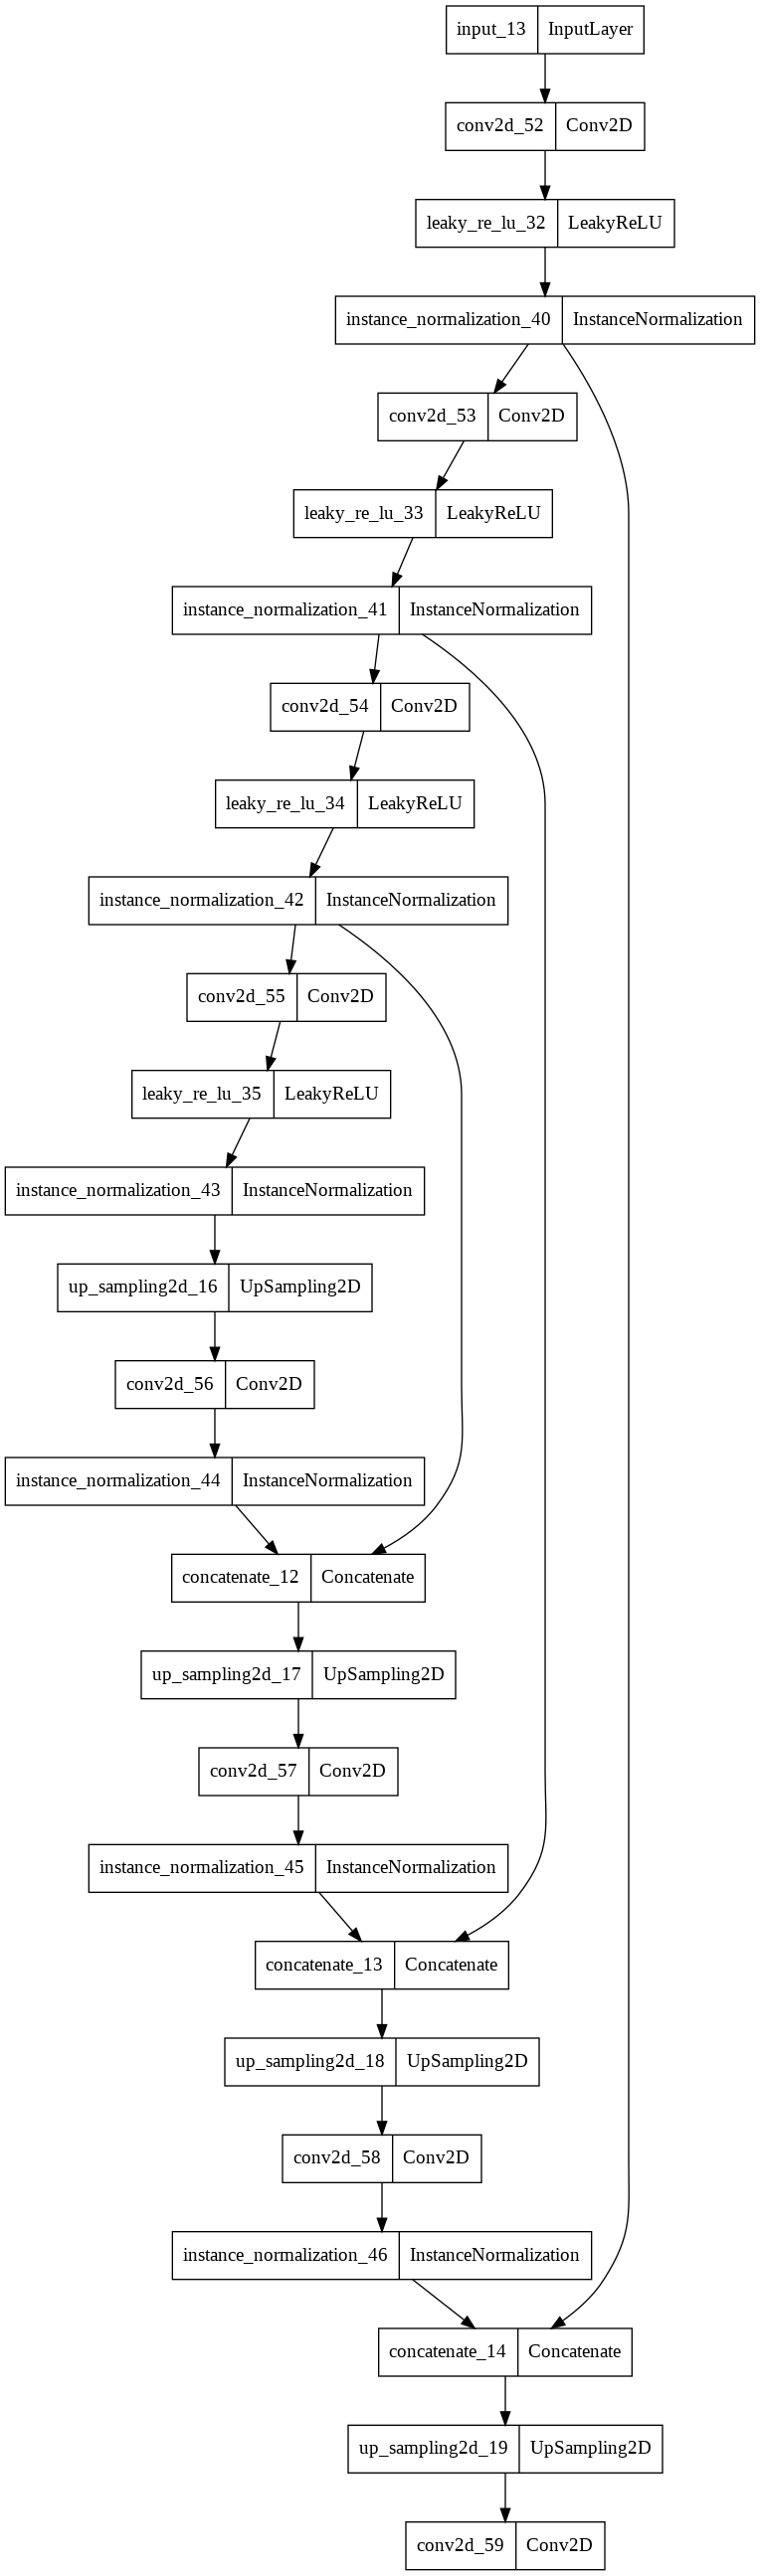 input_13 InputLayer
conv2d_52 Conv2D
leaky_re_lu_32 LeakyReLU
instance_normalization_40 InstanceNormalization
conv2d_53 Conv2D
leaky_re_lu_33 LeakyReLU
instance_normalization_41 InstanceNormalization
conv2d_54 Conv2D
leaky_re_lu_34 LeakyReLU
instance_normalization_42 InstanceNormalization
conv2d_55 Conv2D
leaky_re_lu_35 LeakyReLU
instance_normalization_43 InstanceNormalization
up_sampling2d_16 UpSampling2D
conv2d_56 Conv2D
instance_normalization_44 InstanceNormalization
concatenate_12 Concatenate
up_sampling2d_17 UpSampling2D
conv2d_57 Conv2D
instance_normalization_45 InstanceNormalization
concatenate_13 Concatenate
up_sampling2d_18 UpSampling2D
conv2d_58 Conv2D
instance_normalization_46 InstanceNormalization
concatenate_14 Concatenate
up_sampling2d_19 UpSampling2D
conv2d_59 Conv2D